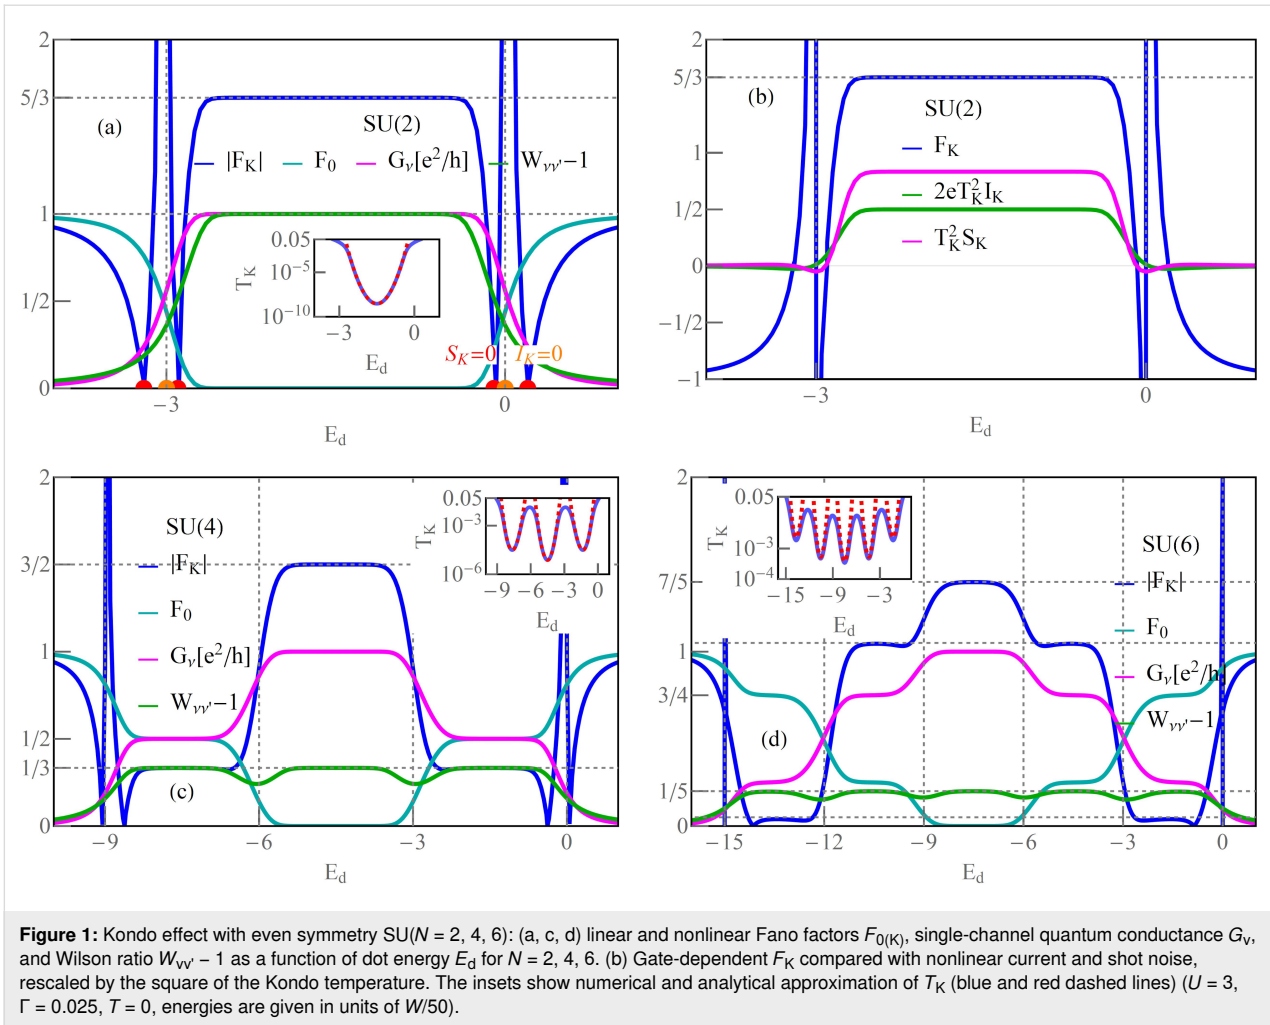 2
5/3
1
1/2
0
(a)
SU(2)
|F_K| F_0 G_ν[e²/h] W_νν'−1
0.05
10⁻⁵
10⁻¹⁰
T_K
−3 0
E_d
S_K=0 I_K=0
−3 0
E_d
2
5/3
1
1/2
0
−1/2
−1
(b)
SU(2)
F_K
2eT_K²I_K
T_K²S_K
−3 0
E_d
2
3/2
1
1/2
1/3
0
SU(4)
|F_K|
F_0
G_ν[e²/h]
W_νν'−1
(c)
0.05
10⁻³
10⁻⁶
T_K
−9 −6 −3 0
E_d
−9 −6 −3 0
E_d
2
7/5
1
3/4
1/5
0
0.05
10⁻³
10⁻⁴
T_K
−15 −9 −3
E_d
SU(6)
|F_K|
F_0
G_ν[e²/h]
W_νν'−1
(d)
−15 −12 −9 −6 −3 0
E_d
Figure 1: Kondo effect with even symmetry SU(N = 2, 4, 6): (a, c, d) linear and nonlinear Fano factors F_0(K), single-channel quantum conductance G_ν,
and Wilson ratio W_νν' − 1 as a function of dot energy E_d for N = 2, 4, 6. (b) Gate-dependent F_K compared with nonlinear current and shot noise,
rescaled by the square of the Kondo temperature. The insets show numerical and analytical approximation of T_K (blue and red dashed lines) (U = 3,
Γ = 0.025, T = 0, energies are given in units of W/50).